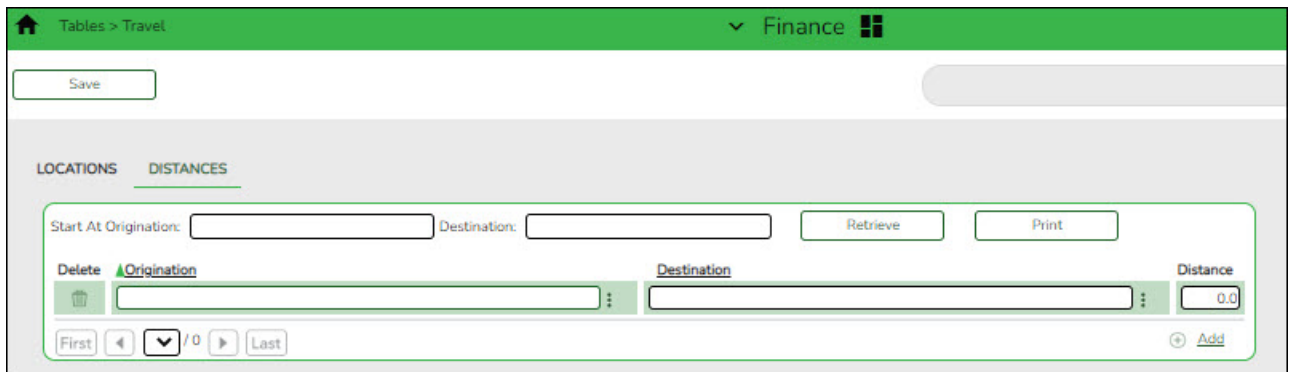 Tables > Travel Finance
Save
LOCATIONS DISTANCES
Start At Origination: Destination: Retrieve Print
Delete Origination Destination Distance
0.0
First / 0 Last Add